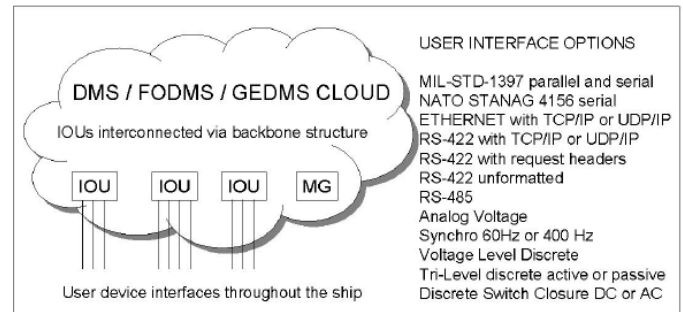 DMS / FODMS / GEDMS CLOUD
IOUs interconnected via backbone structure
IOU
IOU
IOU
MG
User device interfaces throughout the ship
USER INTERFACE OPTIONS
MIL-STD-1397 parallel and serial
NATO STANAG 4156 serial
ETHERNET with TCP/IP or UDP/IP
RS-422 with TCP/IP or UDP/IP
RS-422 with request headers
RS-422 unformatted
RS-485
Analog Voltage
Synchro 60Hz or 400 Hz
Voltage Level Discrete
Tri-Level discrete active or passive
Discrete Switch Closure DC or AC